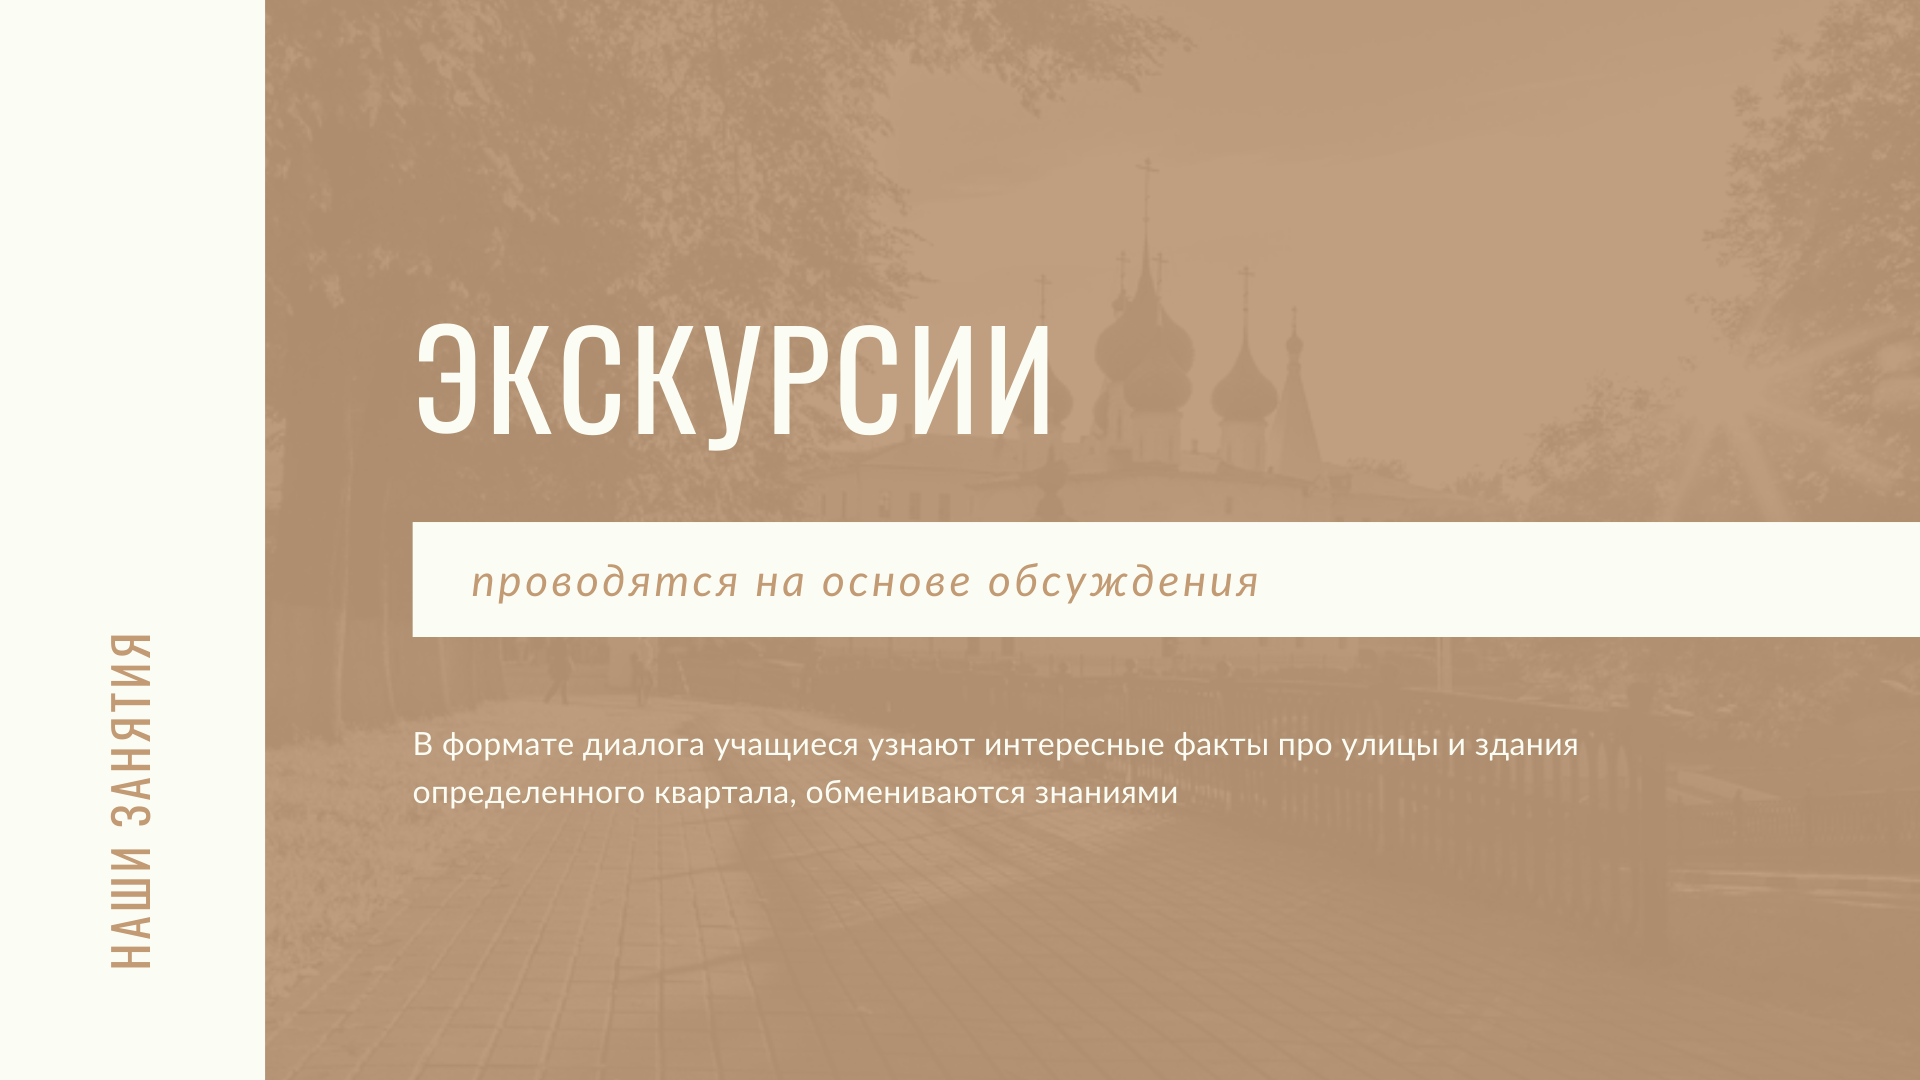 НАШИ ЗАНЯТИЯ
ЭКСКУРСИИ
проводятся на основе обсуждения
В формате диалога учащиеся узнают интересные факты про улицы и здания
определенного квартала, обмениваются знаниями